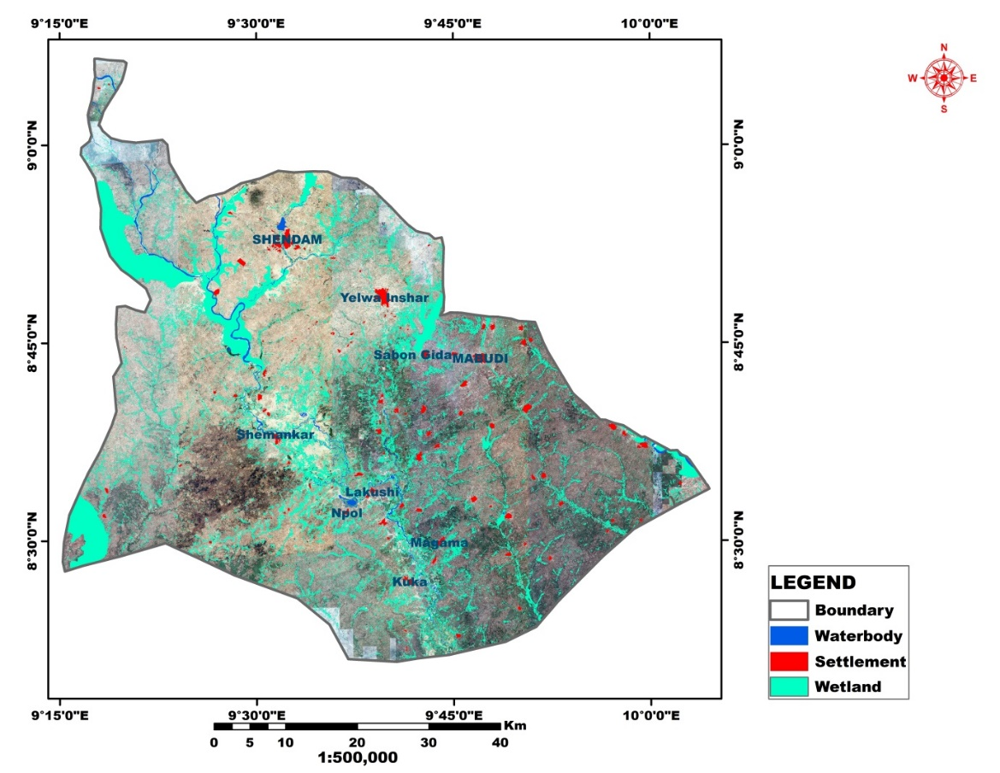 9°15'0"E 9°30'0"E 9°45'0"E 10°0'0"E
N
W E
S
9°0'0"N 9°0'0"N
SHENDAM
Yelwa Inshar
8°45'0"N 8°45'0"N
Sabon Gida MABUDI
Shemankar
Lakushi
Npol
8°30'0"N 8°30'0"N
Magama
Kuka
LEGEND
Boundary
Waterbody
Settlement
Wetland
9°15'0"E 9°30'0"E 9°45'0"E 10°0'0"E
Km
0 5 10 20 30 40
1:500,000